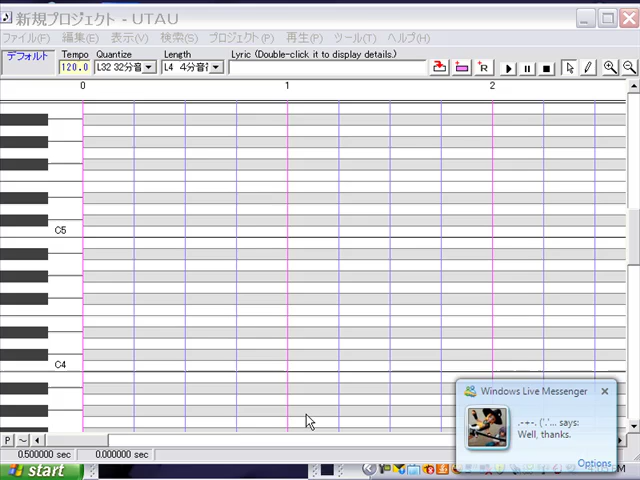 新規プロジェクト - UTAU
ファイル(F) 編集(E) 表示(V) 検索(S) プロジェクト(P) 再生(P) ツール(T) ヘルプ(H)
デフォルト Tempo Quantize Length Lyric (Double-click it to display details.)
120.0 L32 32分音 L4 4分音 R
0 1 2
C5
C4
Windows Live Messenger
says:
Well, thanks.
Options
P
0.500000 sec 0.000000 sec
start